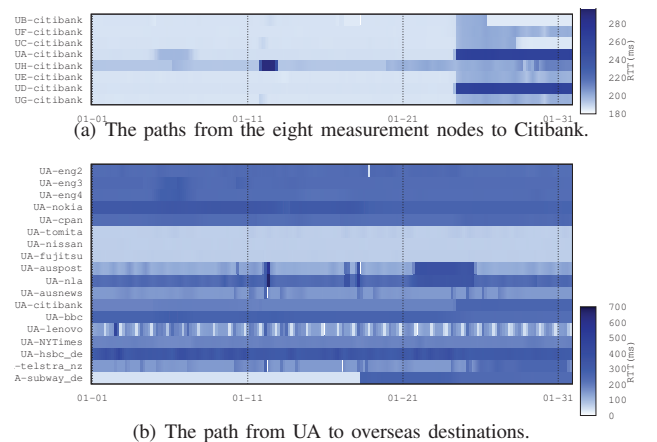 UB-citibank
UF-citibank
UC-citibank
UA-citibank
UH-citibank
UE-citibank
UD-citibank
UG-citibank
01-01 01-11 01-21 01-31
280
260
240
220
200
180
RTT(ms)
(a) The paths from the eight measurement nodes to Citibank.
UA-eng2
UA-eng3
UA-eng4
UA-nokia
UA-cpan
UA-tomita
UA-nissan
UA-fujitsu
UA-auspost
UA-nla
UA-ausnews
UA-citibank
UA-bbc
UA-lenovo
UA-NYTimes
UA-hsbc_de
-telstra_nz
A-subway_de
01-01 01-11 01-21 01-31
700
600
500
400
300
200
100
0
RTT(ms)
(b) The path from UA to overseas destinations.